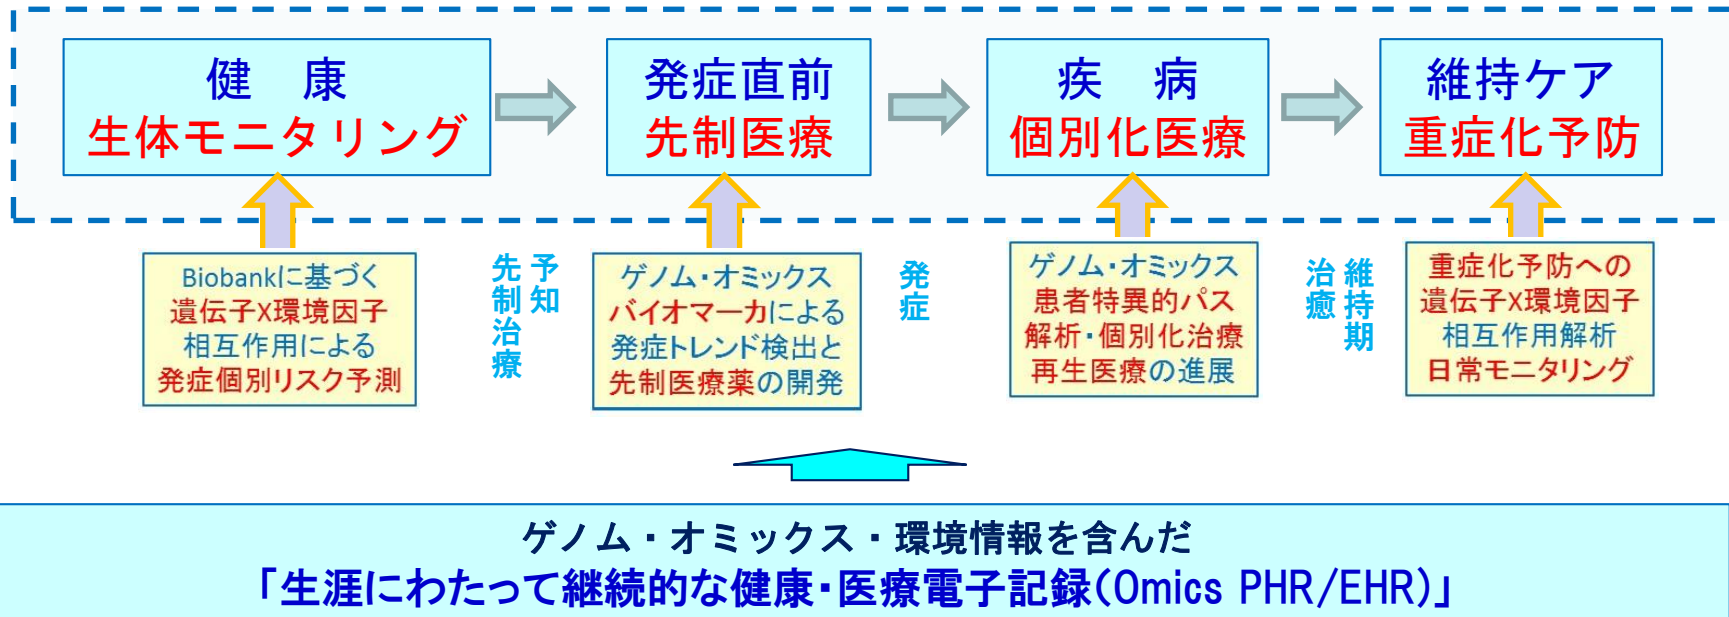 健　康
生体モニタリング
発症直前
先制医療
疾　病
個別化医療
維持ケア
重症化予防
Biobankに基づく
遺伝子X環境因子
相互作用による
発症個別リスク予測
予知
先制治療
ゲノム・オミックス
バイオマーカによる
発症トレンド検出と
先制医療薬の開発
発症
ゲノム・オミックス
患者特異的パス
解析・個別化治療
再生医療の進展
維持期
治癒
重症化予防への
遺伝子X環境因子
相互作用解析
日常モニタリング
ゲノム・オミックス・環境情報を含んだ
「生涯にわたって継続的な健康・医療電子記録(Omics PHR/EHR)」